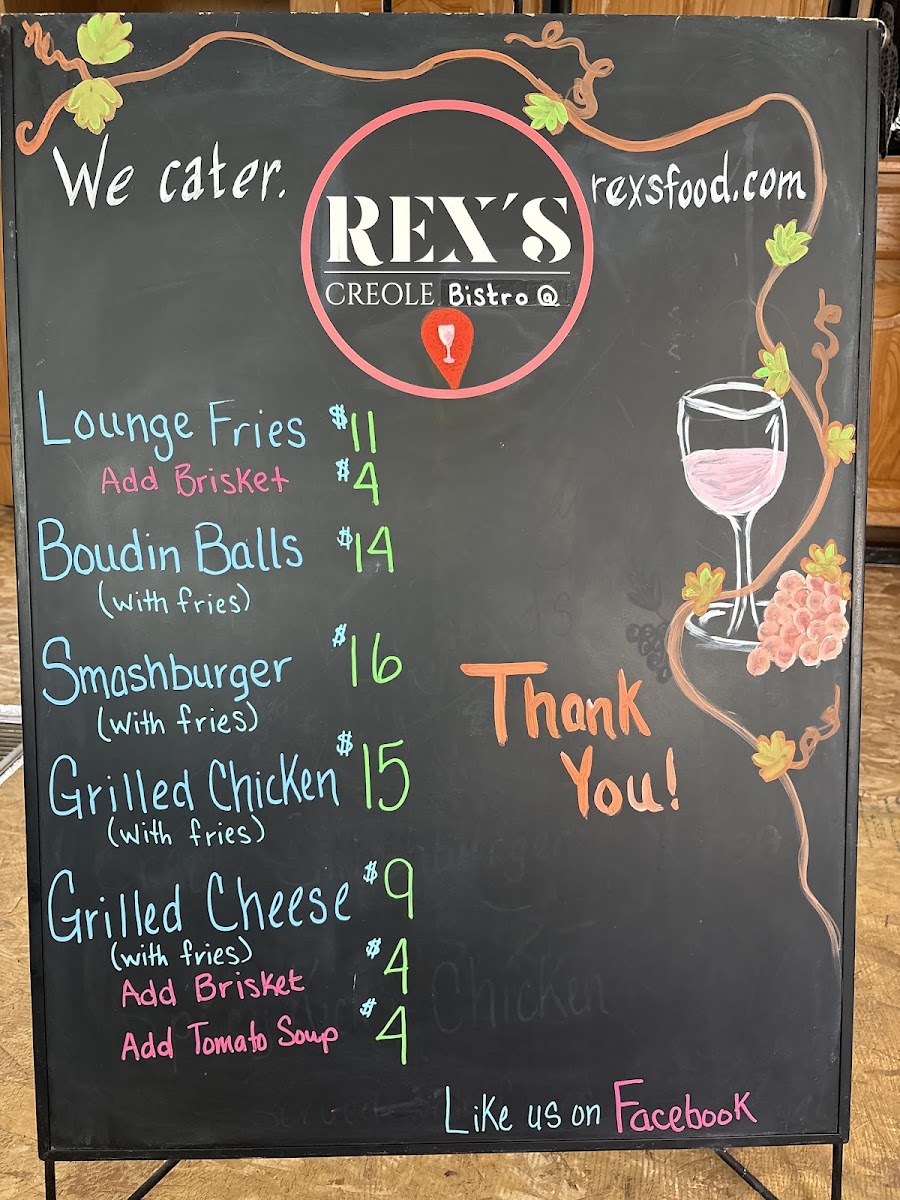 We cater.
REX'S
rexsfood.com
CREOLE Bistro @
Lounge Fries $11
Add Brisket $4
Boudin Balls $14
(with fries)
Smashburger $16
(with fries)
Grilled Chicken $15
(with fries)
Grilled Cheese $9
(with fries)
Add Brisket $4
Add Tomato Soup $4
Thank
You!
Like us on Facebook
Chicken